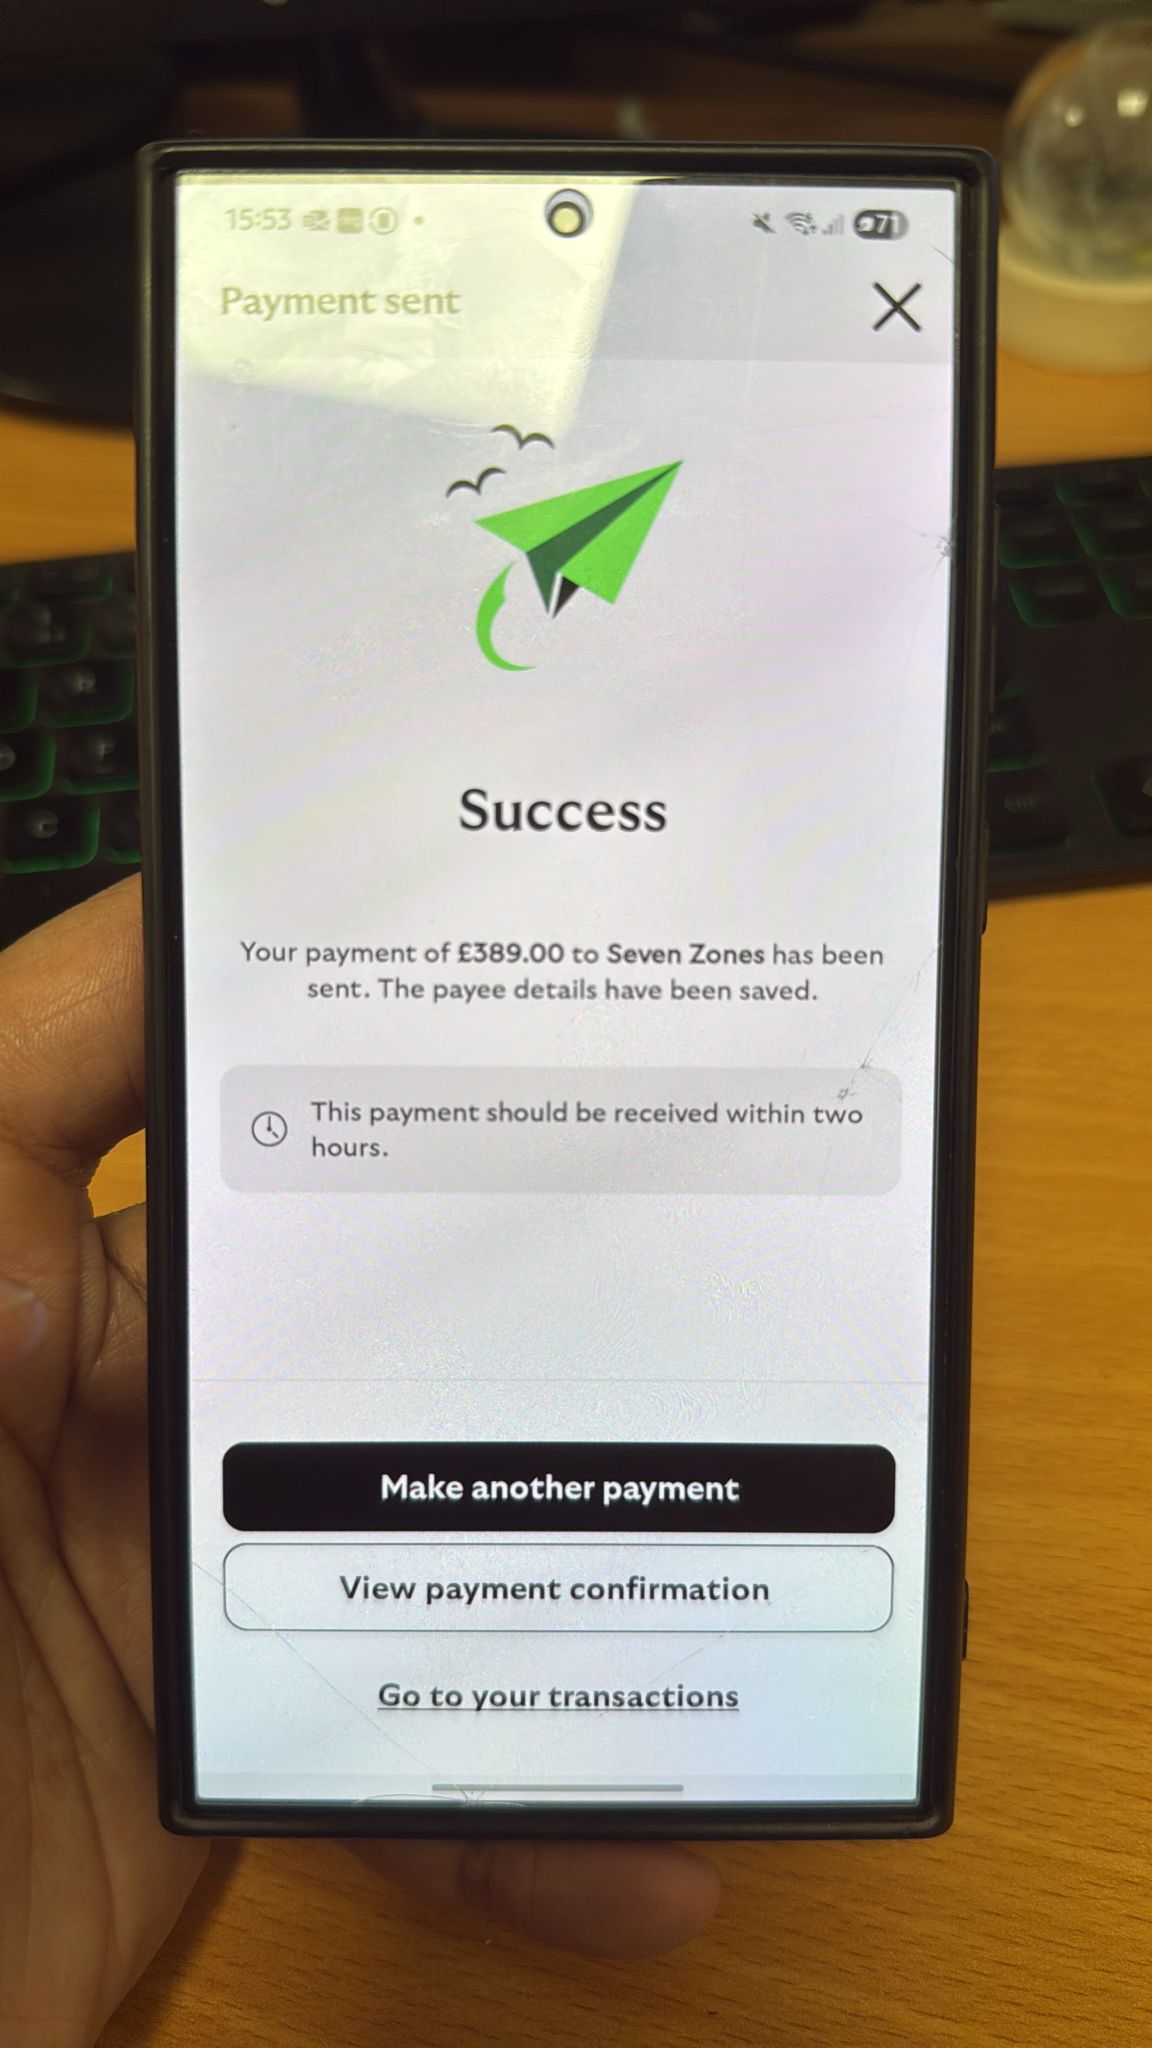 15:53
71
Payment sent
Success
Your payment of £389.00 to Seven Zones has been
sent. The payee details have been saved.
This payment should be received within two
hours.
Make another payment
View payment confirmation
Go to your transactions
R
F
C